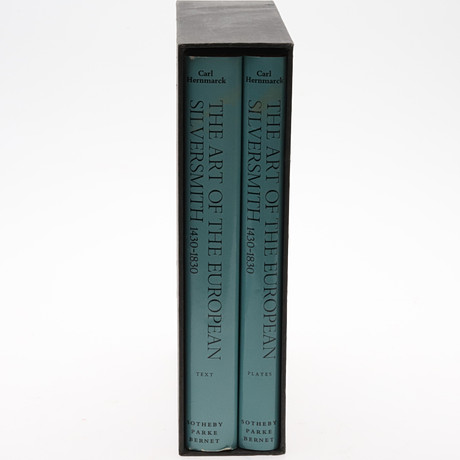 Carl
Hernmarck
THE ART OF THE EUROPEAN
SILVERSMITH 1430-1830
TEXT
SOTHEBY
PARKE
BERNET
Carl
Hernmarck
THE ART OF THE EUROPEAN
SILVERSMITH 1430-1830
PLATES
SOTHEBY
PARKE
BERNET